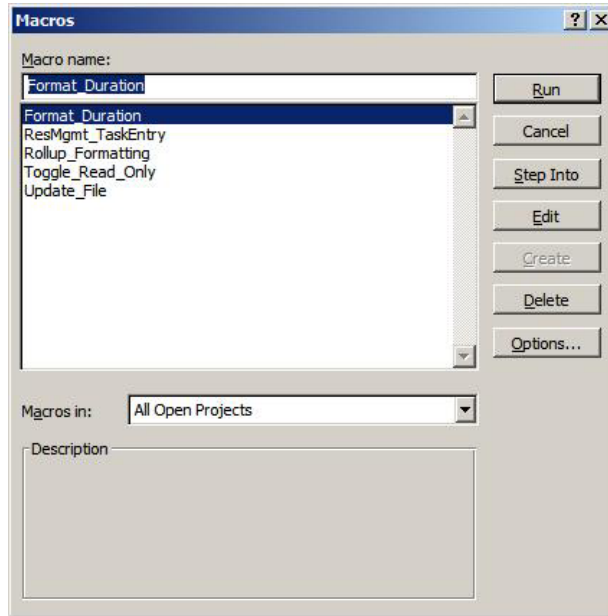 Macros
Macro name:
Format_Duration
Run
Format_Duration
ResMgmt_TaskEntry
Rollup_Formatting
Toggle_Read_Only
Update_File
Cancel
Step Into
Edit
Create
Delete
Options...
Macros in:
All Open Projects
Description